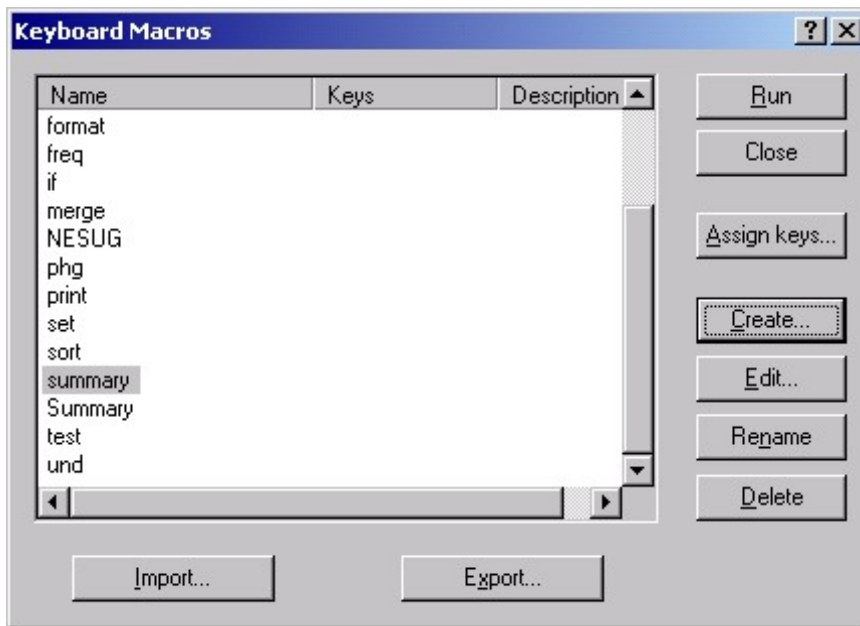 Keyboard Macros
Name Keys Description
format
freq
if
merge
NESUG
phg
print
set
sort
summary
Summary
test
und
Run
Close
Assign keys...
Create...
Edit...
Rename
Delete
Import...
Export...